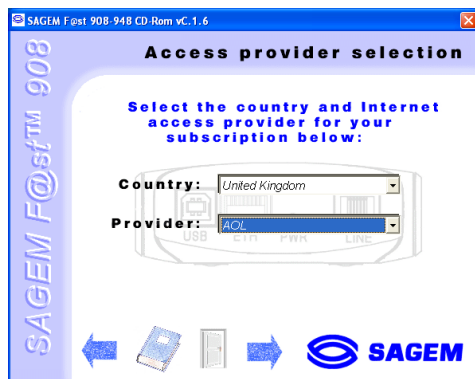 SAGEM F@st 908-948 CD-Rom vC.1.6
Access provider selection
SAGEM F@st™ 908
Select the country and Internet
access provider for your
subscription below:
Country: United Kingdom
Provider: AOL
USB ETH PWR LINE
SAGEM